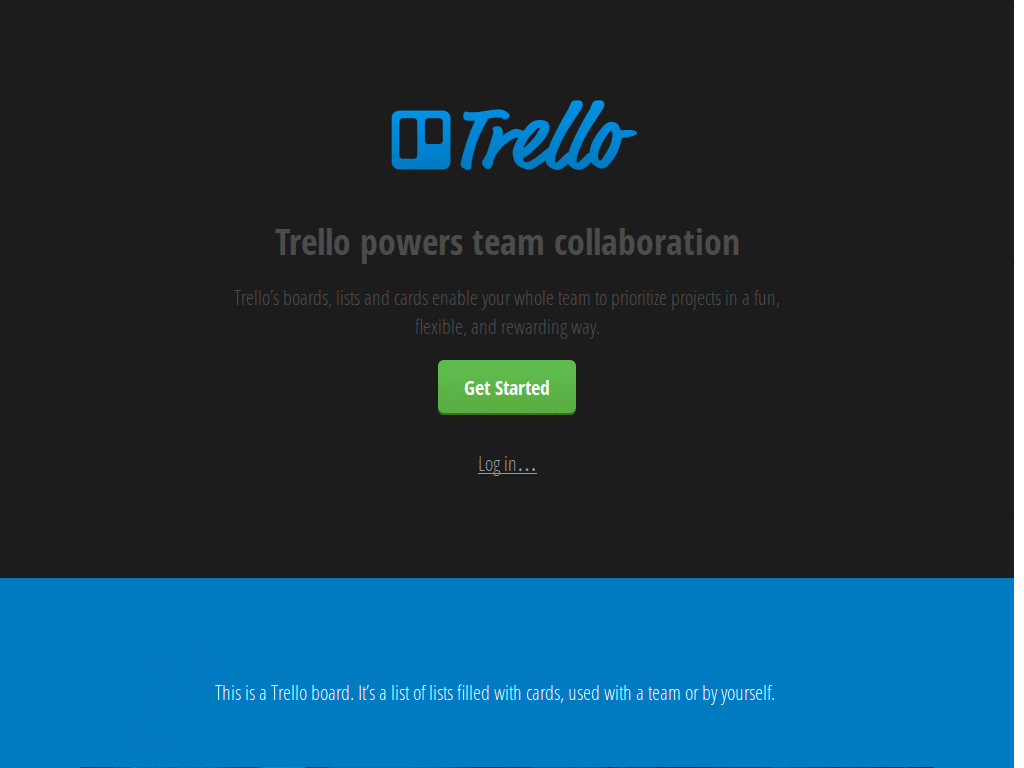 Trello
Trello powers team collaboration
Trello’s boards, lists and cards enable your whole team to prioritize projects in a fun,
flexible, and rewarding way.
Get Started
Log in…
This is a Trello board. It’s a list of lists filled with cards, used with a team or by yourself.